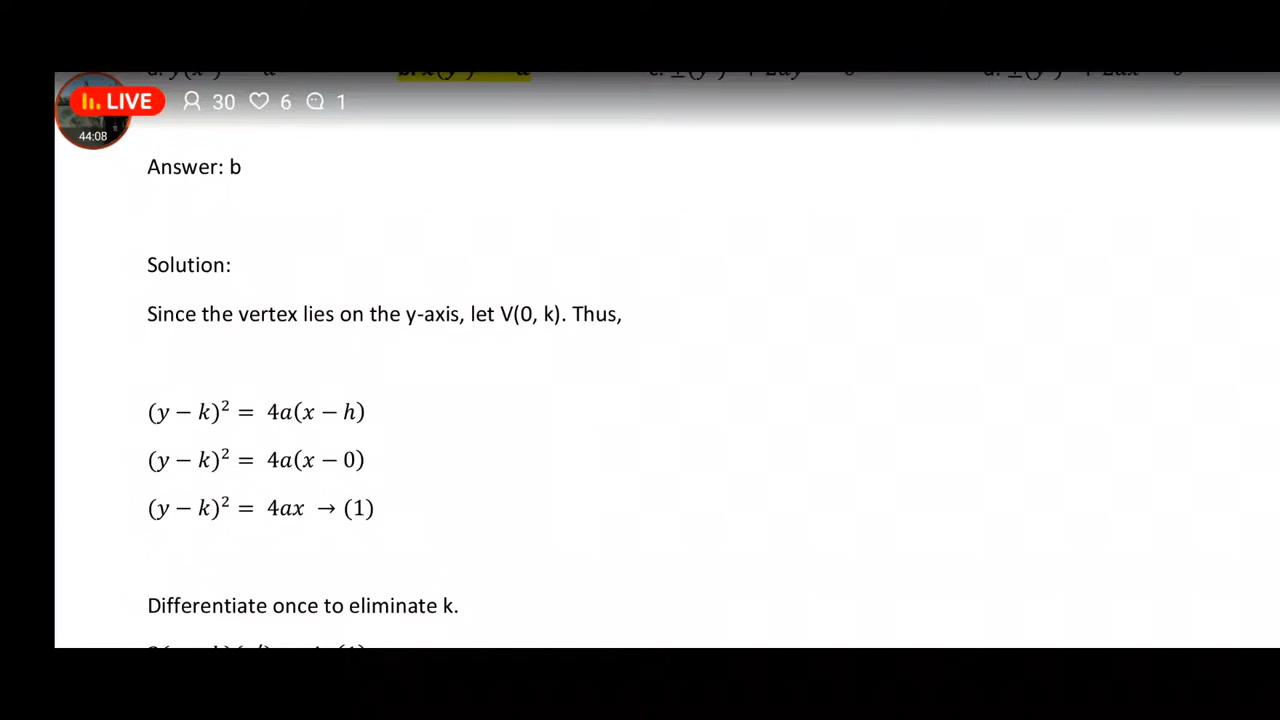 LIVE 30 6 1
44:08
Answer: b
Solution:
Since the vertex lies on the y-axis, let V(0, k). Thus,
(y − k)² = 4a(x − h)
(y − k)² = 4a(x − 0)
(y − k)² = 4ax → (1)
Differentiate once to eliminate k.